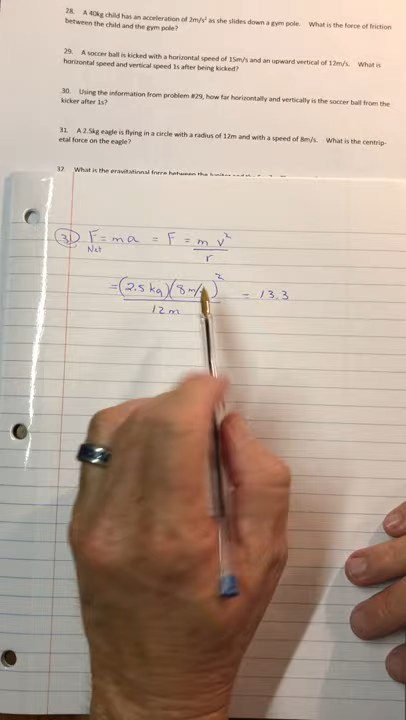 28. A 40kg child has an acceleration of 2m/s² as she slides down a gym pole. What is the force of friction
between the child and the gym pole?
29. A soccer ball is kicked with a horizontal speed of 15m/s and an upward vertical of 12m/s. What is
horizontal speed and vertical speed 1s after being kicked?
30. Using the information from problem #29, how far horizontally and vertically is the soccer ball from the
kicker after 1s?
31. A 2.5kg eagle is flying in a circle with a radius of 12m and with a speed of 8m/s. What is the centrip-
etal force on the eagle?
32. What is the gravitational force between the
31 F = ma = F = m v²
Net r
= (2.5 kg)(8 m/ )² = 13.3
12 m